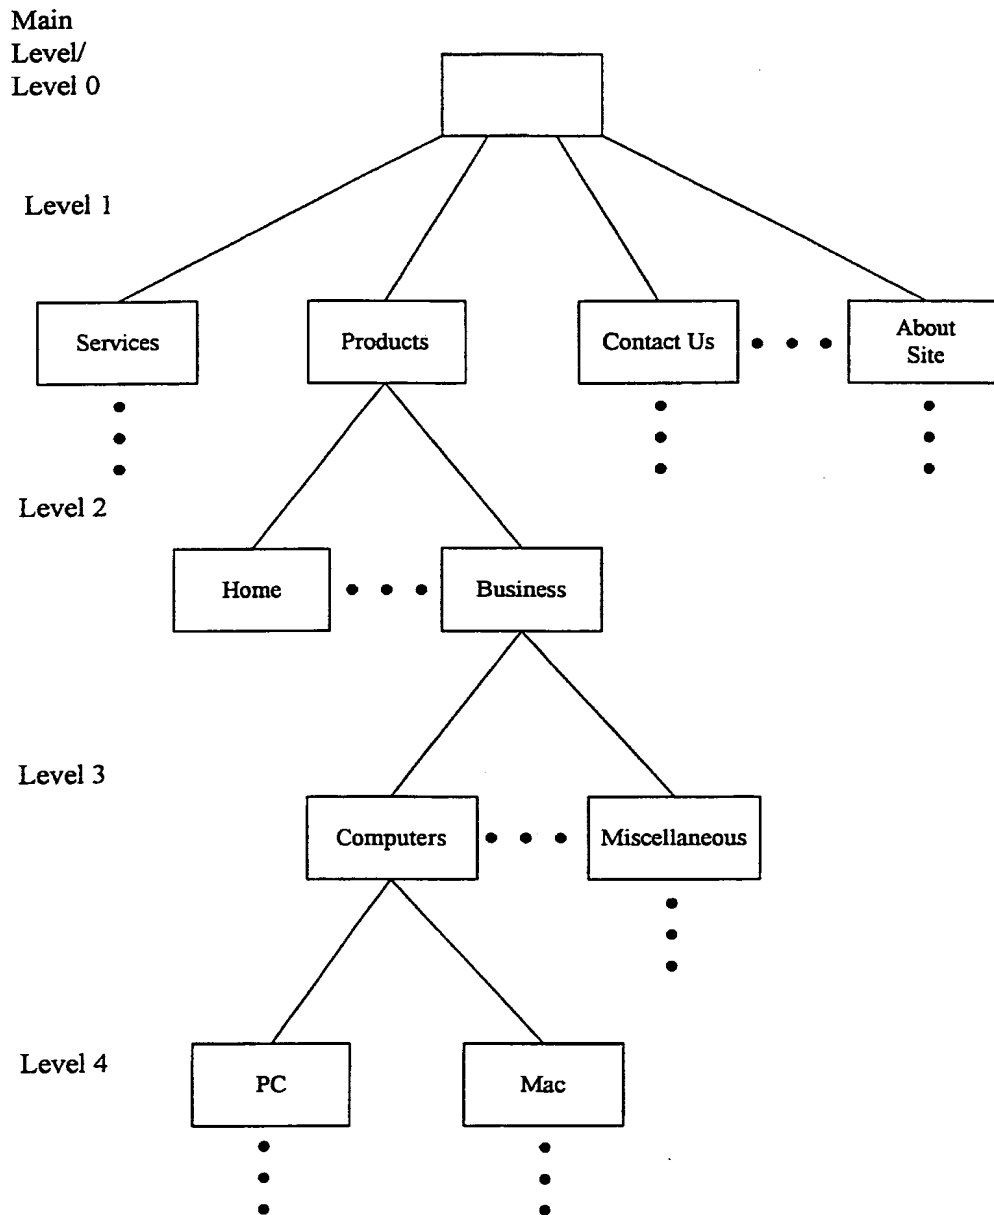 Main
Level/
Level 0
Level 1
Services
Products
Contact Us
About
Site
Level 2
Home
Business
Level 3
Computers
Miscellaneous
Level 4
PC
Mac